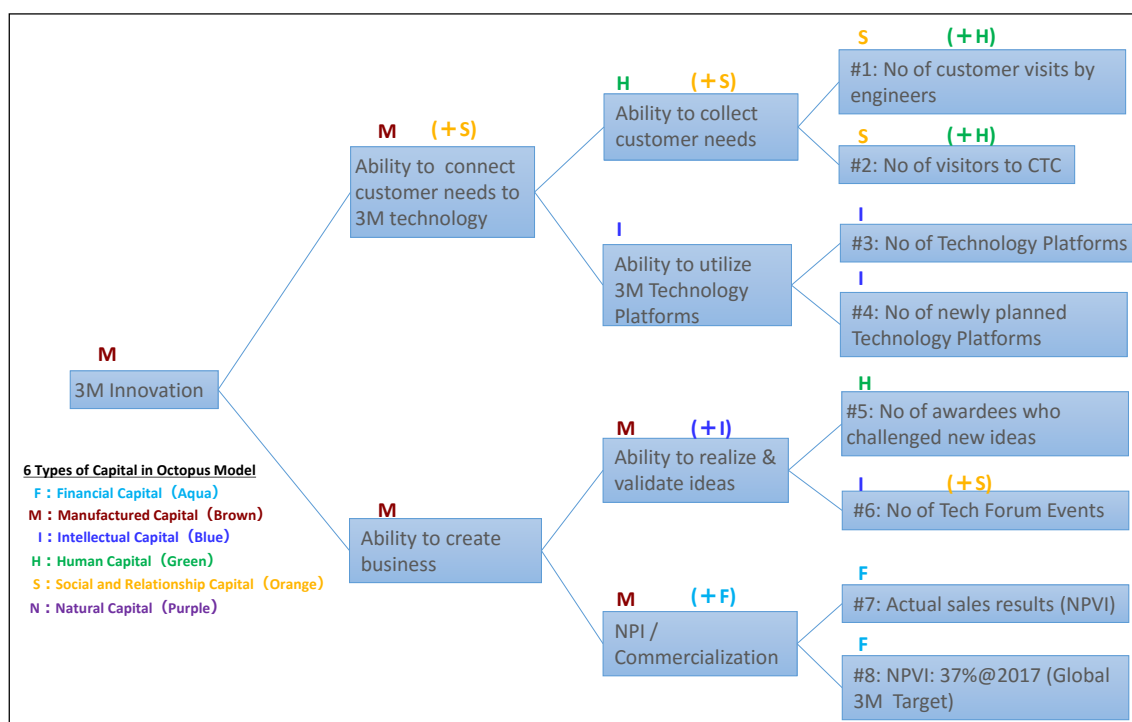 S (+H)
#1: No of customer visits by
engineers
H (+S)
Ability to collect
customer needs
M (+S)
Ability to connect
customer needs to
3M technology
S (+H)
#2: No of visitors to CTC
I
Ability to utilize
3M Technology
Platforms
I
#3: No of Technology Platforms
I
#4: No of newly planned
Technology Platforms
M
3M Innovation
H
#5: No of awardees who
challenged new ideas
M (+I)
Ability to realize &
validate ideas
I (+S)
#6: No of Tech Forum Events
M
Ability to create
business
M (+F)
NPI /
Commercialization
F
#7: Actual sales results (NPVI)
F
#8: NPVI: 37%@2017 (Global
3M Target)
6 Types of Capital in Octopus Model
F：Financial Capital（Aqua）
M：Manufactured Capital（Brown）
I：Intellectual Capital（Blue）
H：Human Capital（Green）
S：Social and Relationship Capital（Orange）
N：Natural Capital（Purple）